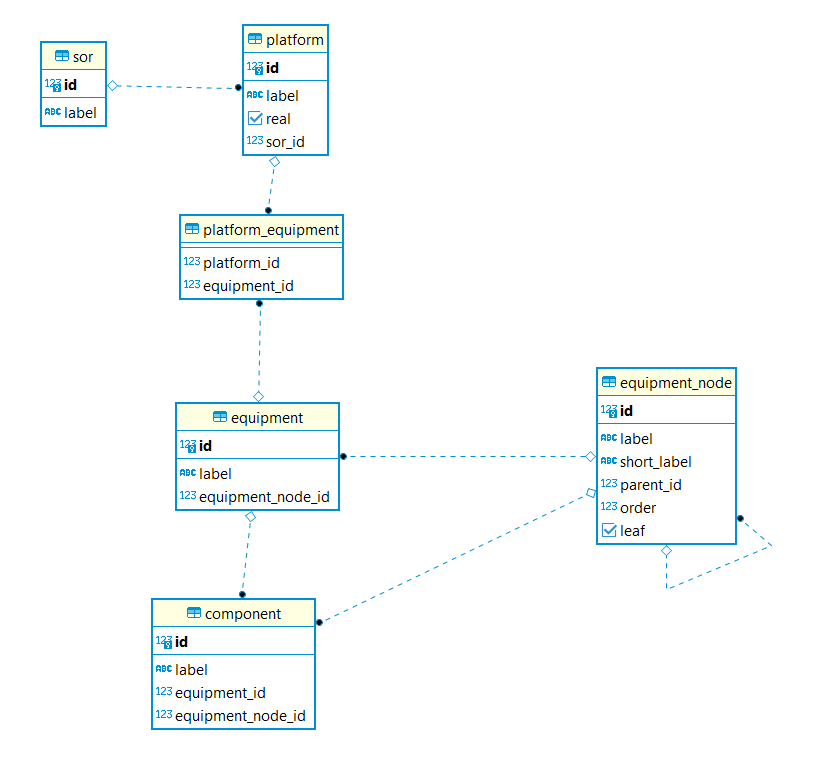 sor
123 id
ABC label
platform
123 id
ABC label
real
123 sor_id
platform_equipment
123 platform_id
123 equipment_id
equipment
123 id
ABC label
123 equipment_node_id
equipment_node
123 id
ABC label
ABC short_label
123 parent_id
123 order
leaf
component
123 id
ABC label
123 equipment_id
123 equipment_node_id